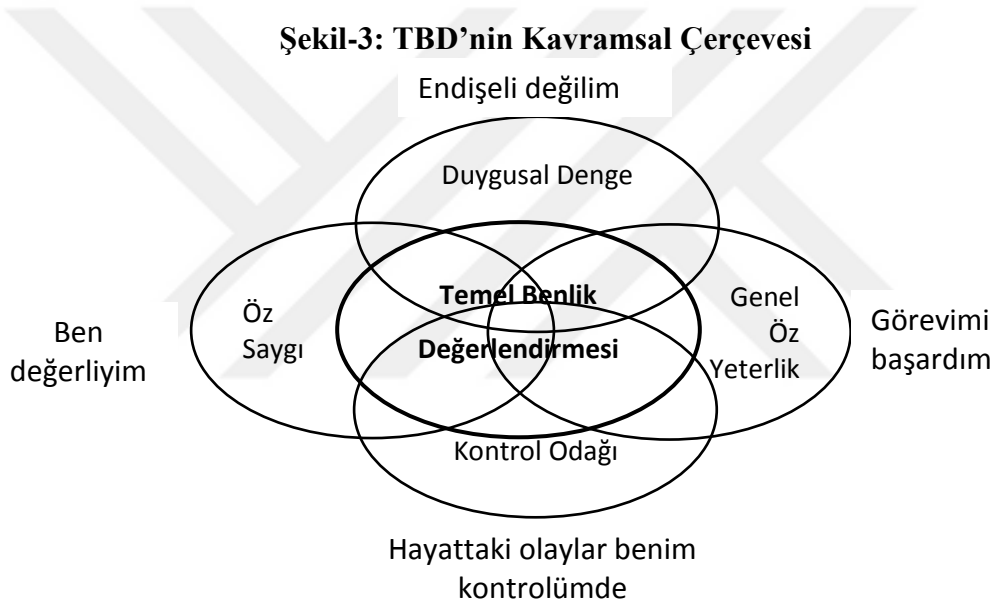 Şekil-3: TBD’nin Kavramsal Çerçevesi
Endişeli değilim
Duygusal Denge
Temel Benlik
Değerlendirmesi
Öz
Saygı
Genel
Öz
Yeterlik
Ben
değerliyim
Görevimi
başardım
Kontrol Odağı
Hayattaki olaylar benim
kontrolümde